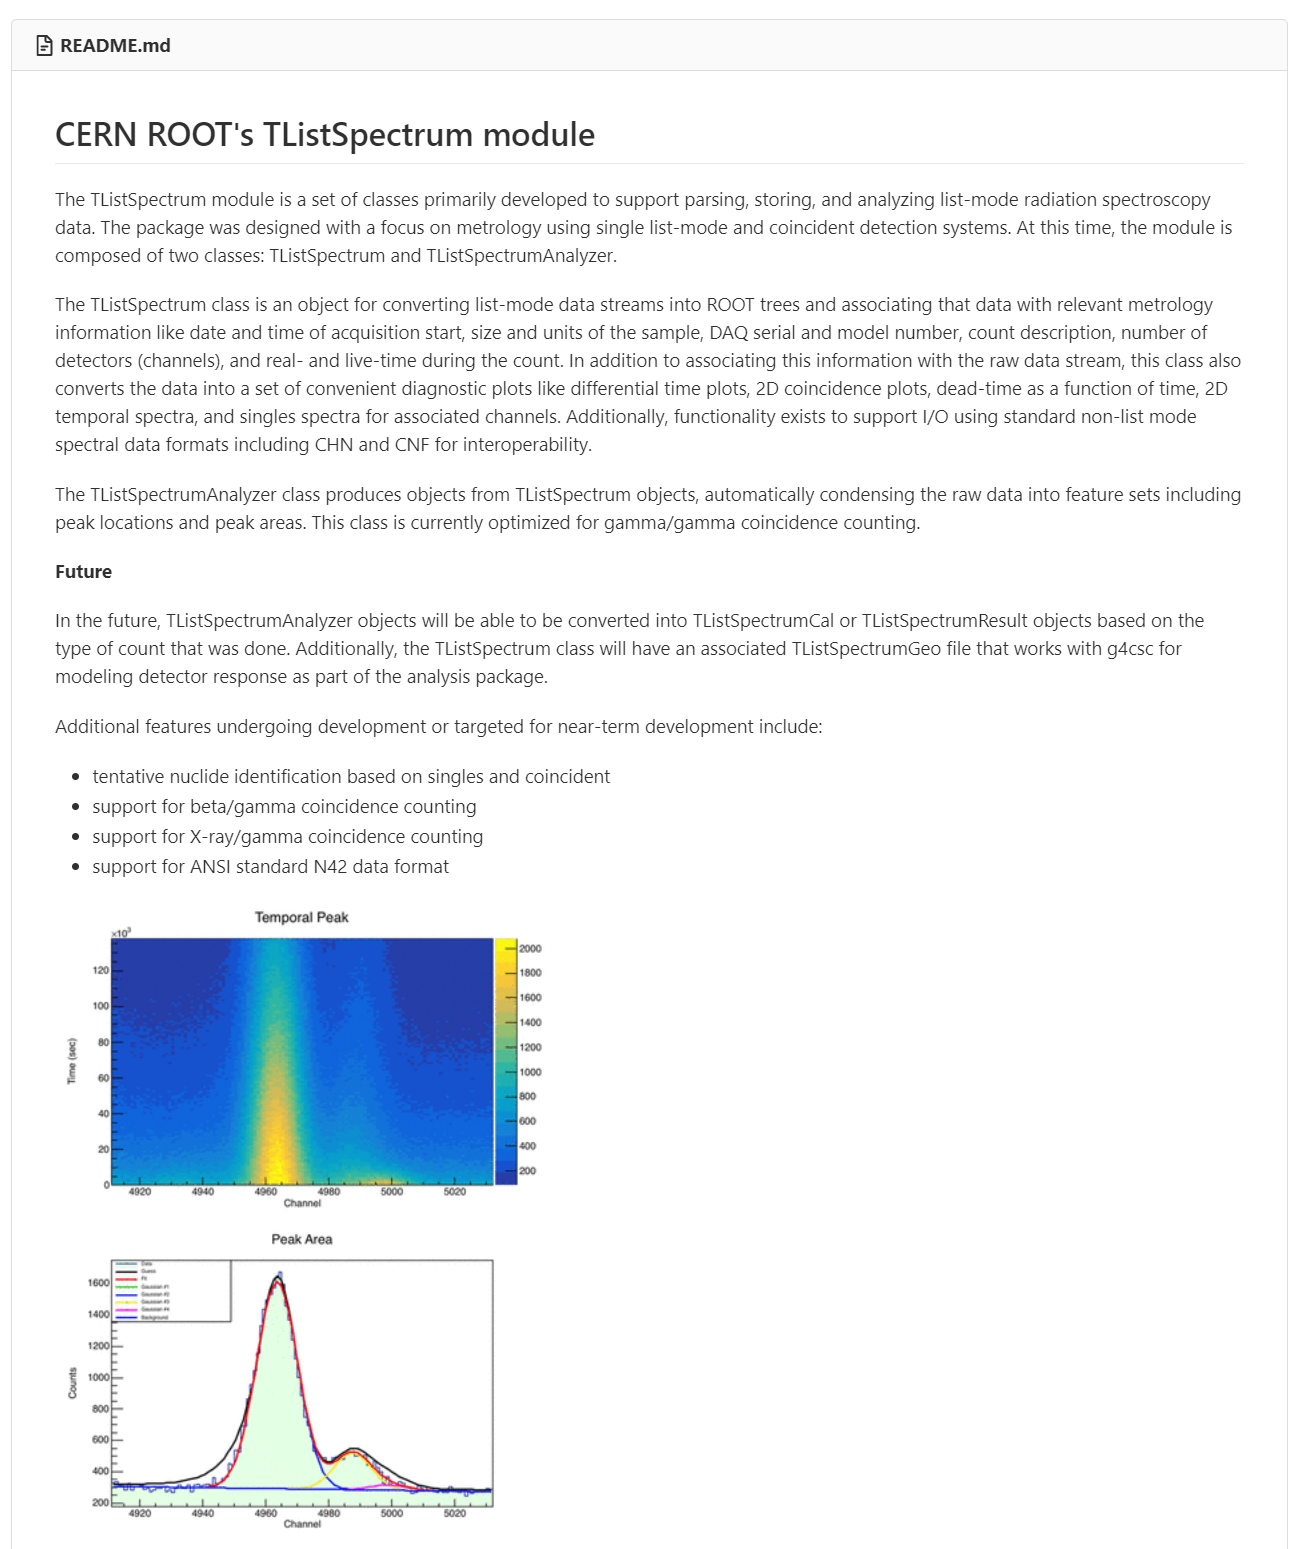 README.md
CERN ROOT's TListSpectrum module
The TListSpectrum module is a set of classes primarily developed to support parsing, storing, and analyzing list-mode radiation spectroscopy
data. The package was designed with a focus on metrology using single list-mode and coincident detection systems. At this time, the module is
composed of two classes: TListSpectrum and TListSpectrumAnalyzer.
The TListSpectrum class is an object for converting list-mode data streams into ROOT trees and associating that data with relevant metrology
information like date and time of acquisition start, size and units of the sample, DAQ serial and model number, count description, number of
detectors (channels), and real- and live-time during the count. In addition to associating this information with the raw data stream, this class also
converts the data into a set of convenient diagnostic plots like differential time plots, 2D coincidence plots, dead-time as a function of time, 2D
temporal spectra, and singles spectra for associated channels. Additionally, functionality exists to support I/O using standard non-list mode
spectral data formats including CHN and CNF for interoperability.
The TListSpectrumAnalyzer class produces objects from TListSpectrum objects, automatically condensing the raw data into feature sets including
peak locations and peak areas. This class is currently optimized for gamma/gamma coincidence counting.
Future
In the future, TListSpectrumAnalyzer objects will be able to be converted into TListSpectrumCal or TListSpectrumResult objects based on the
type of count that was done. Additionally, the TListSpectrum class will have an associated TListSpectrumGeo file that works with g4csc for
modeling detector response as part of the analysis package.
Additional features undergoing development or targeted for near-term development include:
• tentative nuclide identification based on singles and coincident
• support for beta/gamma coincidence counting
• support for X-ray/gamma coincidence counting
• support for ANSI standard N42 data format
Temporal Peak
×10³
120
100
80
60
40
20
0
Time (sec)
4920 4940 4960 4980 5000 5020
Channel
2000
1800
1600
1400
1200
1000
800
600
400
200
Peak Area
1600
1400
1200
1000
800
600
400
200
Counts
Data
Guess
Fit
Gaussian #1
Gaussian #2
Gaussian #3
Gaussian #4
Background
4920 4940 4960 4980 5000 5020
Channel